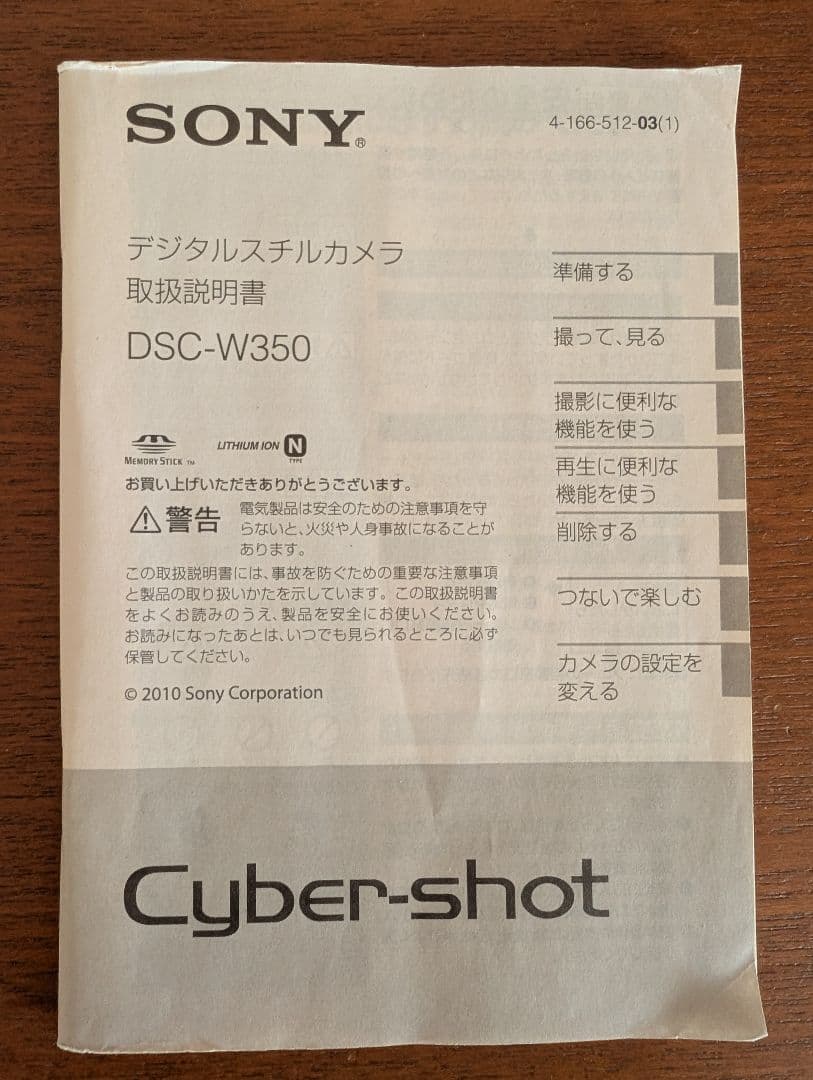 SONY®
4-166-512-03(1)
デジタルスチルカメラ
取扱説明書
DSC-W350
MEMORY STICK ™
LITHIUM ION N
TYPE
お買い上げいただきありがとうございます。
警告
電気製品は安全のための注意事項を守
らないと、火災や人身事故になることが
あります。
この取扱説明書には、事故を防ぐための重要な注意事項
と製品の取り扱いかたを示しています。この取扱説明書
をよくお読みのうえ、製品を安全にお使いください。
お読みになったあとは、いつでも見られるところに必ず
保管してください。
© 2010 Sony Corporation
準備する
撮って、見る
撮影に便利な
機能を使う
再生に便利な
機能を使う
削除する
つないで楽しむ
カメラの設定を
変える
Cyber-shot